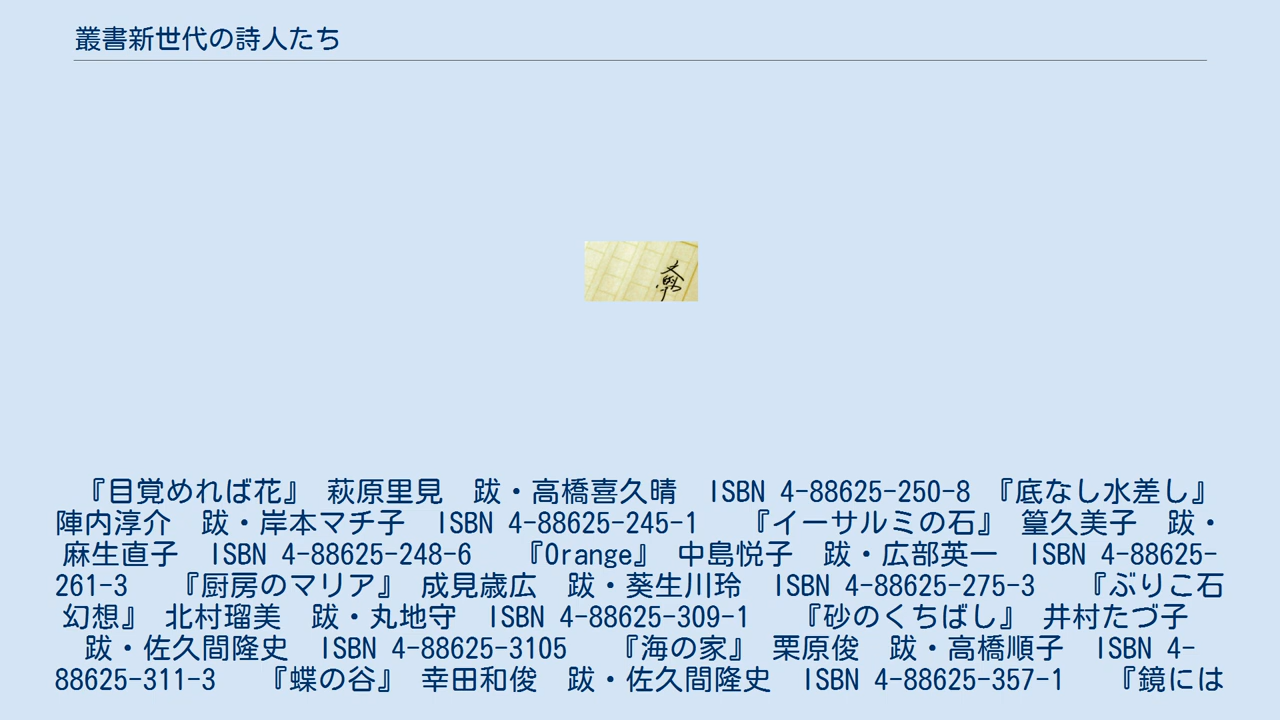 叢書新世代の詩人たち
『目覚めれば花』 萩原里見　跋・高橋喜久晴　ISBN 4-88625-250-8 『底なし水差し』
陣内淳介　跋・岸本マチ子　ISBN 4-88625-245-1　 『イーサルミの石』 篁久美子　跋・
麻生直子　ISBN 4-88625-248-6　 『Orange』 中島悦子　跋・広部英一　ISBN 4-88625-
261-3　 『厨房のマリア』 成見歳広　跋・葵生川玲　ISBN 4-88625-275-3　 『ぶりこ石
幻想』 北村瑠美　跋・丸地守　ISBN 4-88625-309-1　 『砂のくちばし』 井村たづ子
跋・佐久間隆史　ISBN 4-88625-3105　 『海の家』 栗原俊　跋・高橋順子　ISBN 4-
88625-311-3　 『蝶の谷』 幸田和俊　跋・佐久間隆史　ISBN 4-88625-357-1　 『鏡には